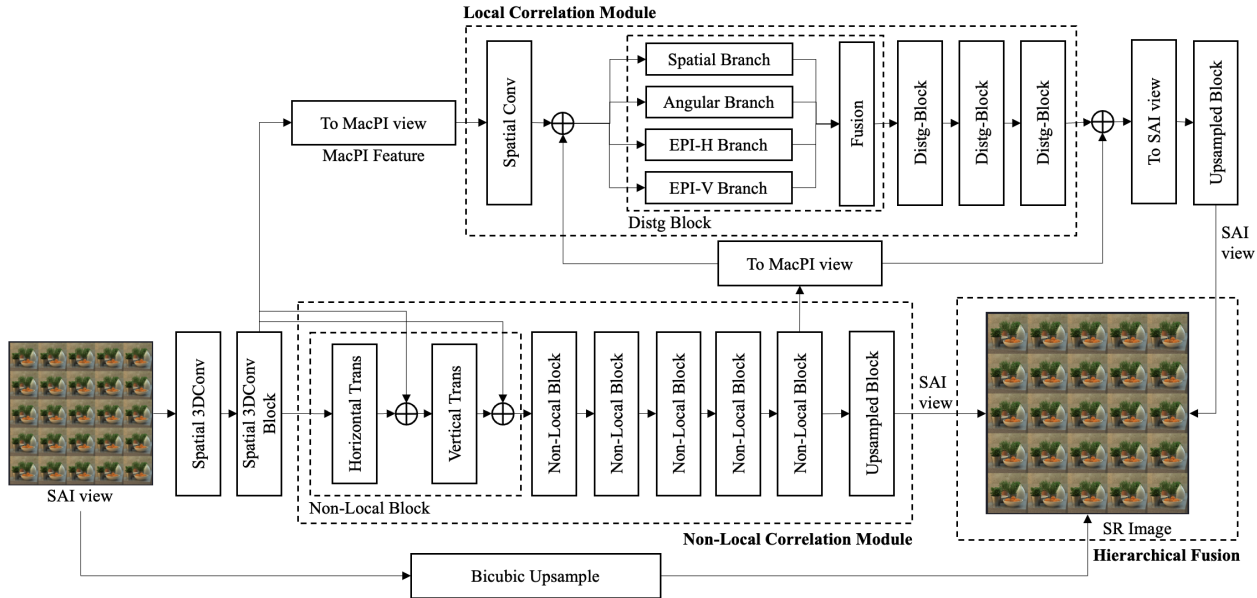 Local Correlation Module
Spatial Conv
Spatial Branch
Angular Branch
EPI-H Branch
EPI-V Branch
Fusion
Distg Block
Distg-Block
Distg-Block
Distg-Block
To SAI view
Upsampled Block
To MacPI view
MacPI Feature
To MacPI view
SAI
view
SAI view
Spatial 3DConv
Spatial 3DConv
Block
Horizontal Trans
Vertical Trans
Non-Local Block
Non-Local Block
Non-Local Block
Non-Local Block
Non-Local Block
Non-Local Block
Upsampled Block
SAI
view
Non-Local Correlation Module
SR Image
Hierarchical Fusion
Bicubic Upsample